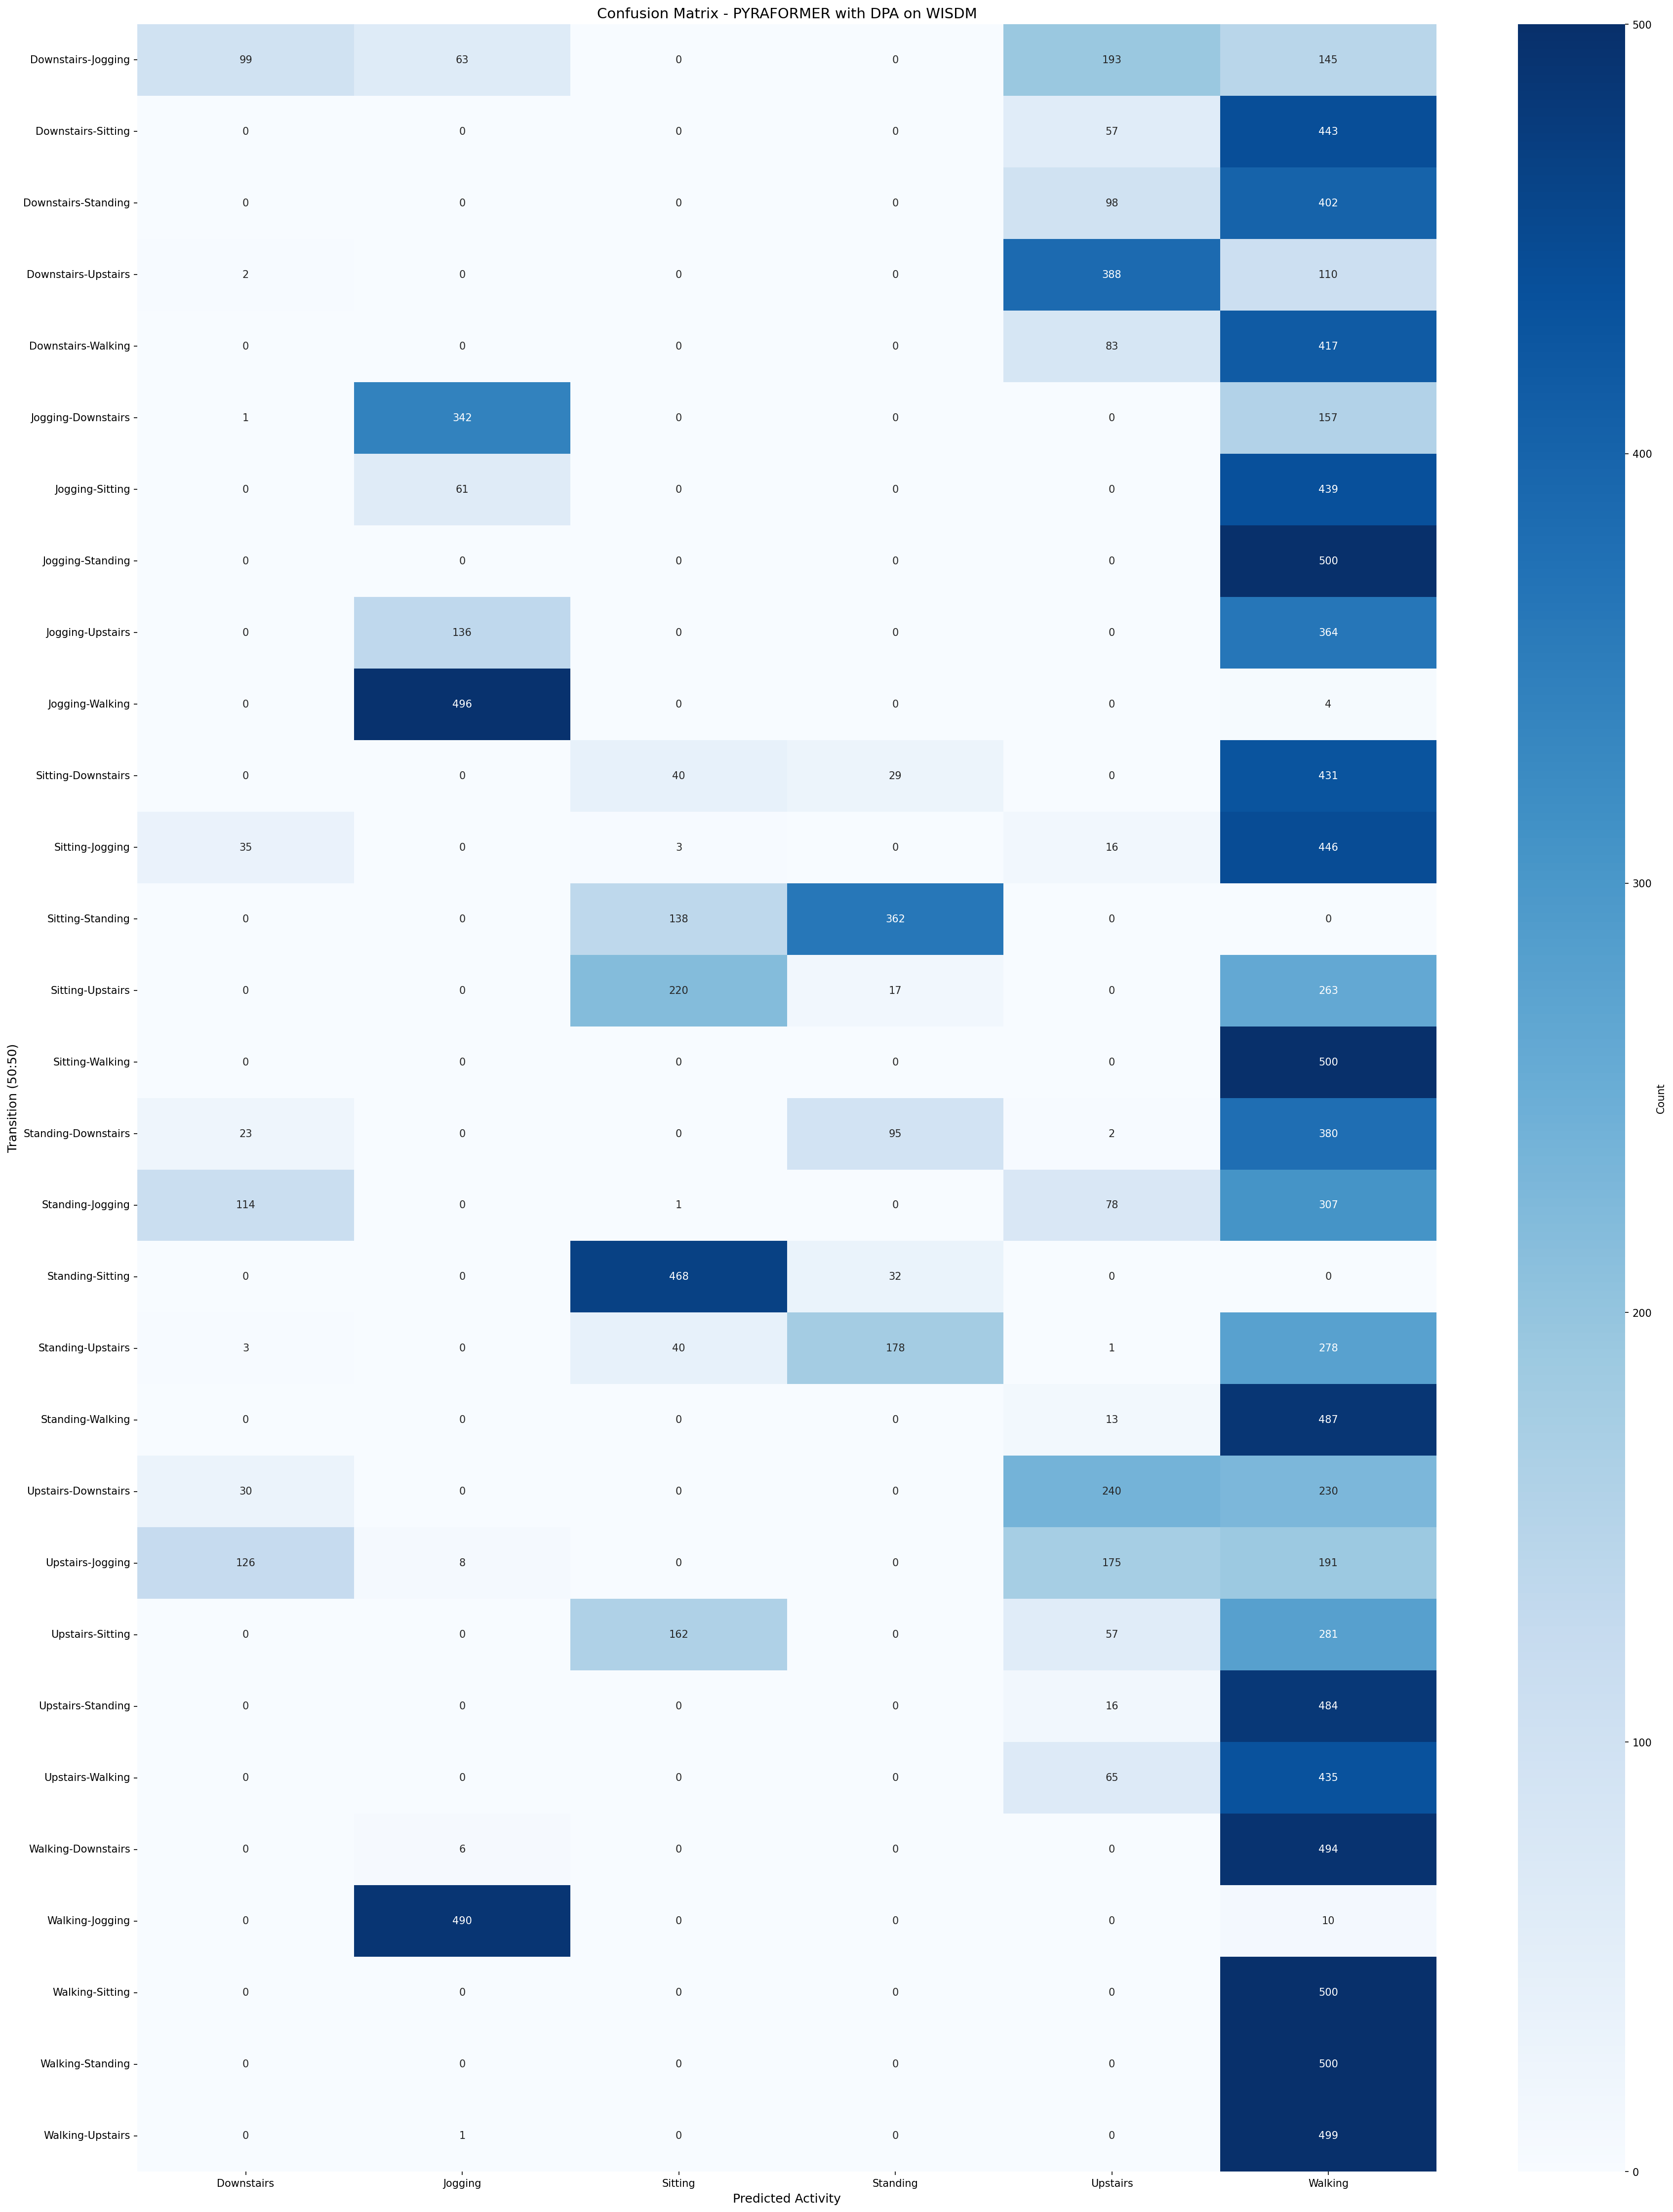 Confusion Matrix - PYRAFORMER with DPA on WISDM
Transition (50:50)
Downstairs-Jogging 99 63 0 0 193 145
Downstairs-Sitting 0 0 0 0 57 443
Downstairs-Standing 0 0 0 0 98 402
Downstairs-Upstairs 2 0 0 0 388 110
Downstairs-Walking 0 0 0 0 83 417
Jogging-Downstairs 1 342 0 0 0 157
Jogging-Sitting 0 61 0 0 0 439
Jogging-Standing 0 0 0 0 0 500
Jogging-Upstairs 0 136 0 0 0 364
Jogging-Walking 0 496 0 0 0 4
Sitting-Downstairs 0 0 40 29 0 431
Sitting-Jogging 35 0 3 0 16 446
Sitting-Standing 0 0 138 362 0 0
Sitting-Upstairs 0 0 220 17 0 263
Sitting-Walking 0 0 0 0 0 500
Standing-Downstairs 23 0 0 95 2 380
Standing-Jogging 114 0 1 0 78 307
Standing-Sitting 0 0 468 32 0 0
Standing-Upstairs 3 0 40 178 1 278
Standing-Walking 0 0 0 0 13 487
Upstairs-Downstairs 30 0 0 0 240 230
Upstairs-Jogging 126 8 0 0 175 191
Upstairs-Sitting 0 0 162 0 57 281
Upstairs-Standing 0 0 0 0 16 484
Upstairs-Walking 0 0 0 0 65 435
Walking-Downstairs 0 6 0 0 0 494
Walking-Jogging 0 490 0 0 0 10
Walking-Sitting 0 0 0 0 0 500
Walking-Standing 0 0 0 0 0 500
Walking-Upstairs 0 1 0 0 0 499
Downstairs Jogging Sitting Standing Upstairs Walking
Predicted Activity
500
400
300
200
100
0
Count